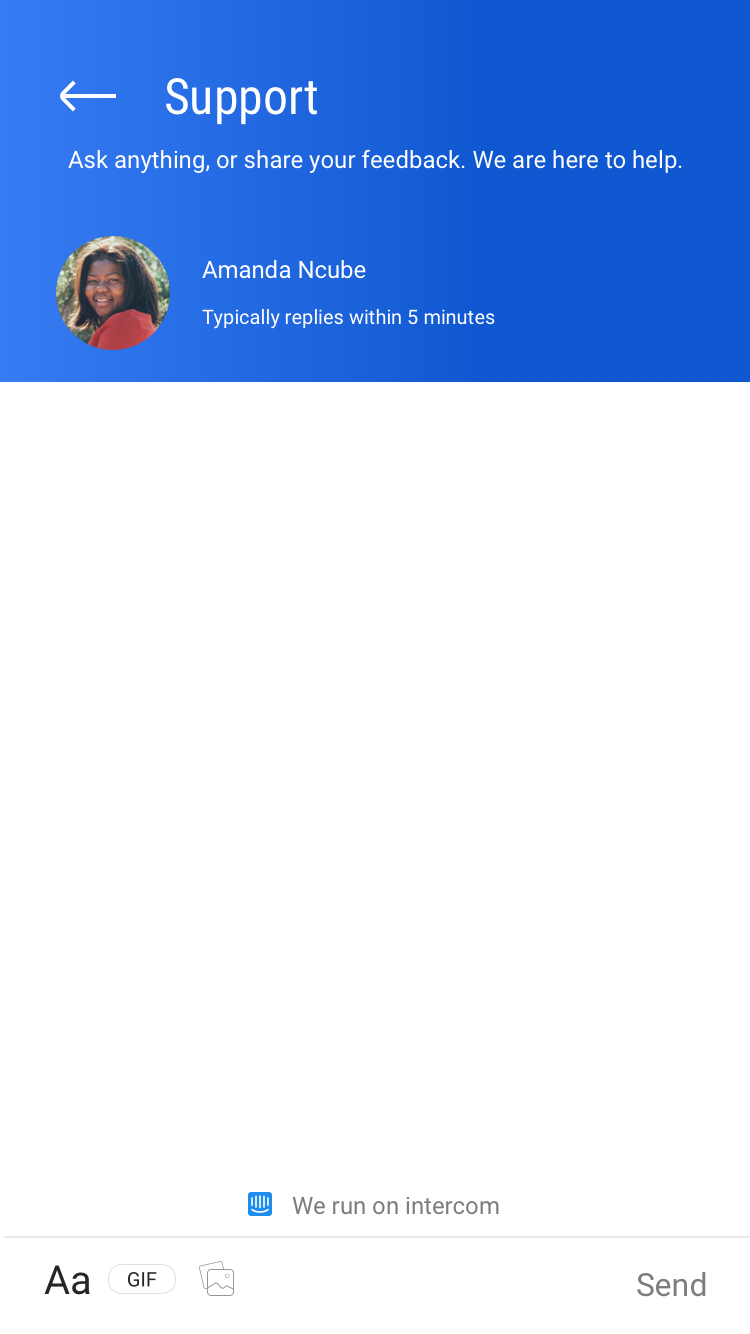 Support
Ask anything, or share your feedback. We are here to help.
Amanda Ncube
Typically replies within 5 minutes
We run on intercom
Aa GIF Send